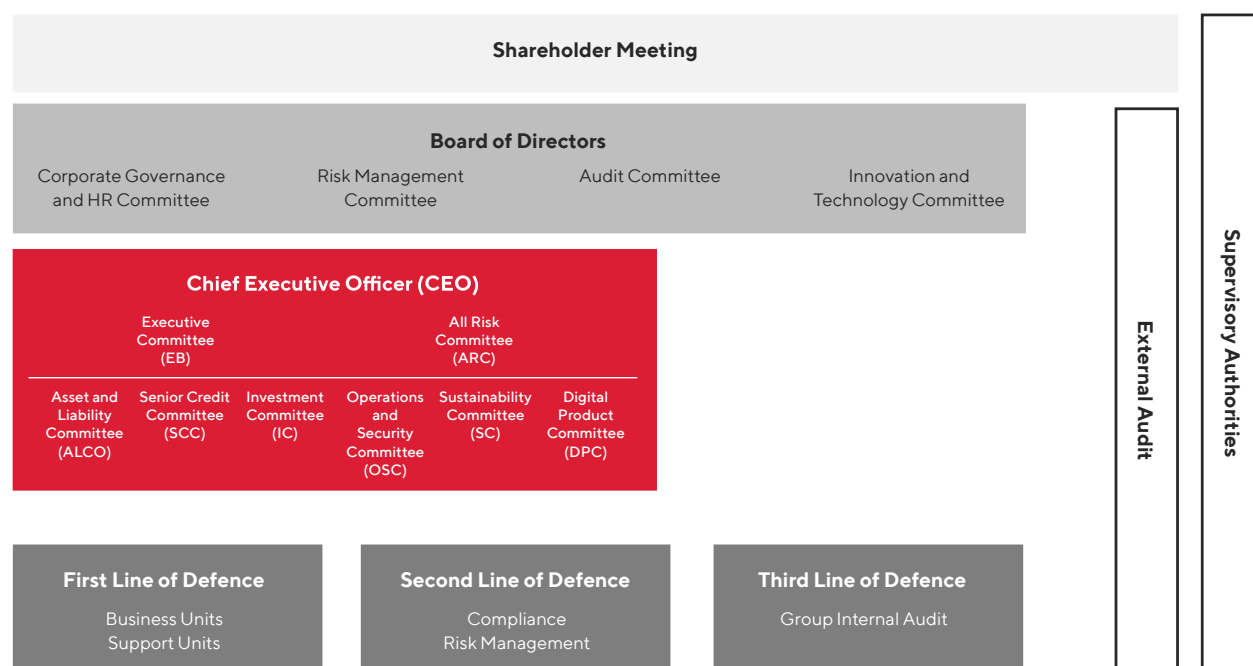 Shareholder Meeting
Board of Directors
Corporate Governance
and HR Committee
Risk Management
Committee
Audit Committee
Innovation and
Technology Committee
Chief Executive Officer (CEO)
Executive
Committee
(EB)
All Risk
Committee
(ARC)
Asset and
Liability
Committee
(ALCO)
Senior Credit
Committee
(SCC)
Investment
Committee
(IC)
Operations
and
Security
Committee
(OSC)
Sustainability
Committee
(SC)
Digital
Product
Committee
(DPC)
First Line of Defence
Business Units
Support Units
Second Line of Defence
Compliance
Risk Management
Third Line of Defence
Group Internal Audit
External Audit
Supervisory Authorities